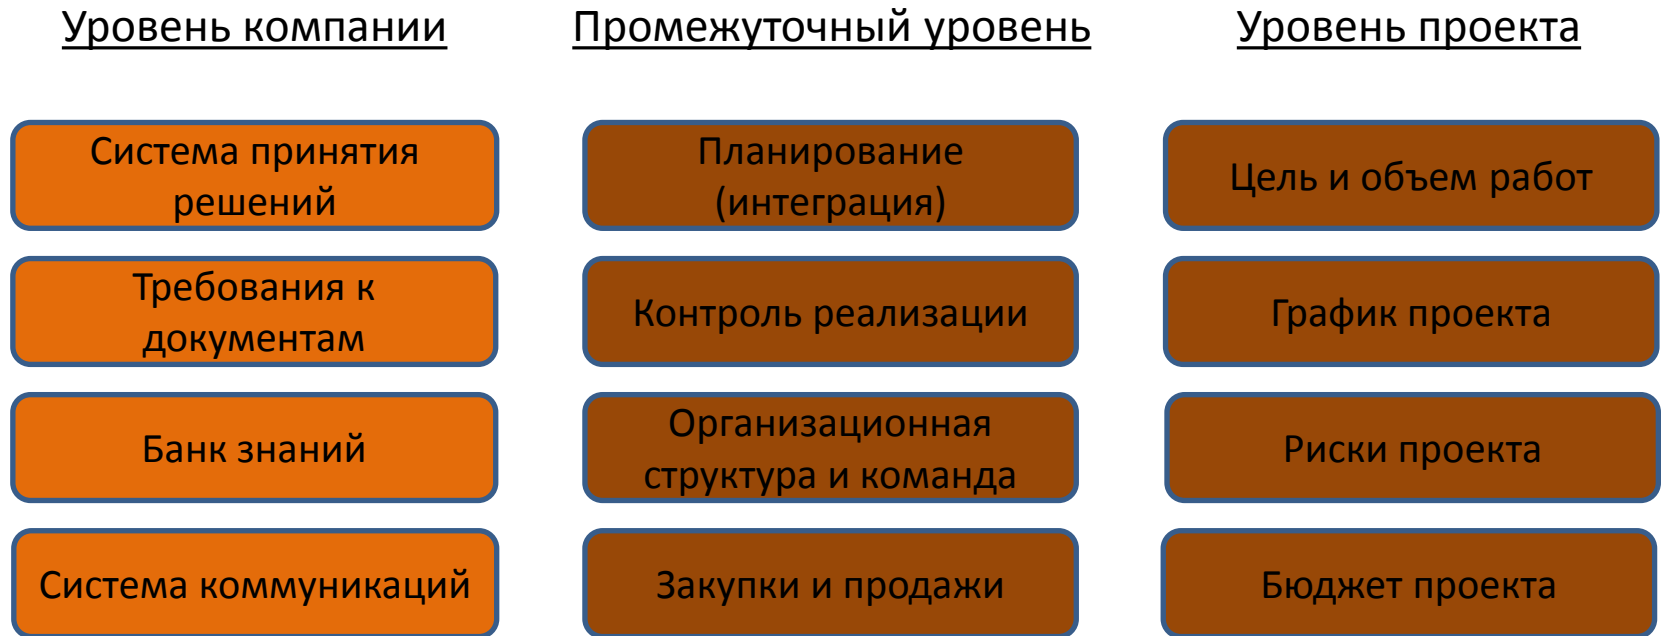 Уровень компании
Промежуточный уровень
Уровень проекта
Система принятия
решений
Планирование
(интеграция)
Цель и объем работ
Требования к
документам
Контроль реализации
График проекта
Банк знаний
Организационная
структура и команда
Риски проекта
Система коммуникаций
Закупки и продажи
Бюджет проекта